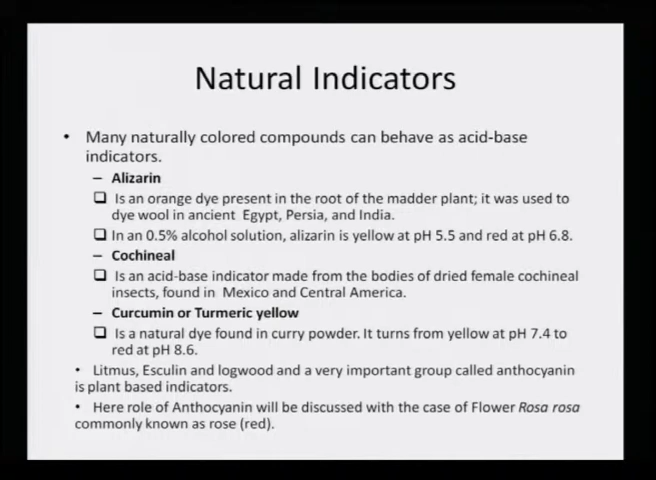 Natural Indicators
• Many naturally colored compounds can behave as acid-base
indicators.
– Alizarin
❑ Is an orange dye present in the root of the madder plant; it was used to
dye wool in ancient Egypt, Persia, and India.
❑ In an 0.5% alcohol solution, alizarin is yellow at pH 5.5 and red at pH 6.8.
– Cochineal
❑ Is an acid-base indicator made from the bodies of dried female cochineal
insects, found in Mexico and Central America.
– Curcumin or Turmeric yellow
❑ Is a natural dye found in curry powder. It turns from yellow at pH 7.4 to
red at pH 8.6.
• Litmus, Esculin and logwood and a very important group called anthocyanin
is plant based indicators.
• Here role of Anthocyanin will be discussed with the case of Flower Rosa rosa
commonly known as rose (red).